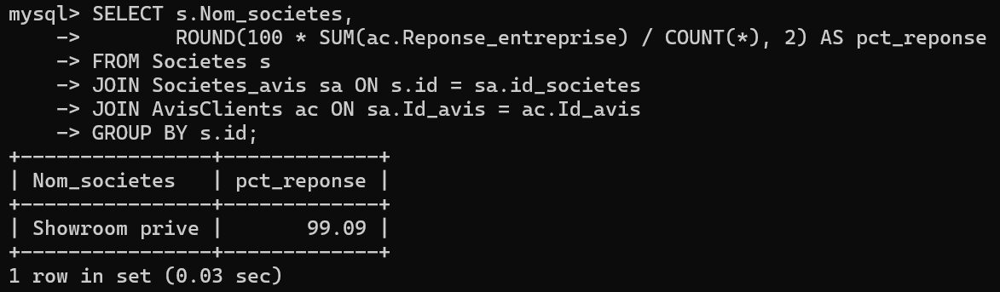 mysql> SELECT s.Nom_societes,
    ->        ROUND(100 * SUM(ac.Reponse_entreprise) / COUNT(*), 2) AS pct_reponse
    -> FROM Societes s
    -> JOIN Societes_avis sa ON s.id = sa.id_societes
    -> JOIN AvisClients ac ON sa.Id_avis = ac.Id_avis
    -> GROUP BY s.id;
+----------------+-------------+
| Nom_societes   | pct_reponse |
+----------------+-------------+
| Showroom prive |       99.09 |
+----------------+-------------+
1 row in set (0.03 sec)